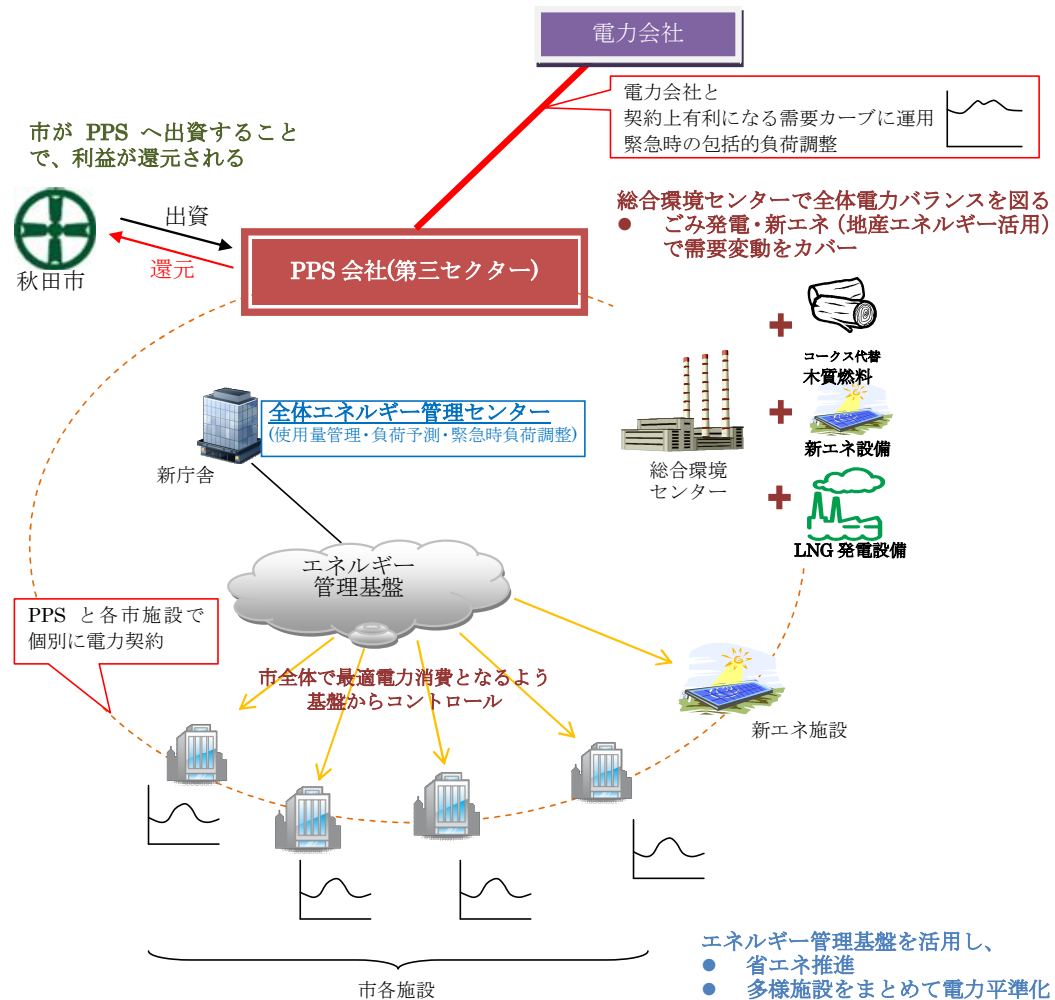 電力会社
電力会社と
契約上有利になる需要カーブに運用
緊急時の包括的負荷調整
市が PPS へ出資すること
で、利益が還元される
出資
還元
秋田市
PPS 会社(第三セクター)
総合環境センターで全体電力バランスを図る
● ごみ発電・新エネ（地産エネルギー活用）
で需要変動をカバー
コークス代替
木質燃料
新エネ設備
LNG 発電設備
総合環境
センター
全体エネルギー管理センター
(使用量管理・負荷予測・緊急時負荷調整)
新庁舎
エネルギー
管理基盤
PPS と各市施設で
個別に電力契約
市全体で最適電力消費となるよう
基盤からコントロール
新エネ施設
市各施設
エネルギー管理基盤を活用し、
● 省エネ推進
● 多様施設をまとめて電力平準化